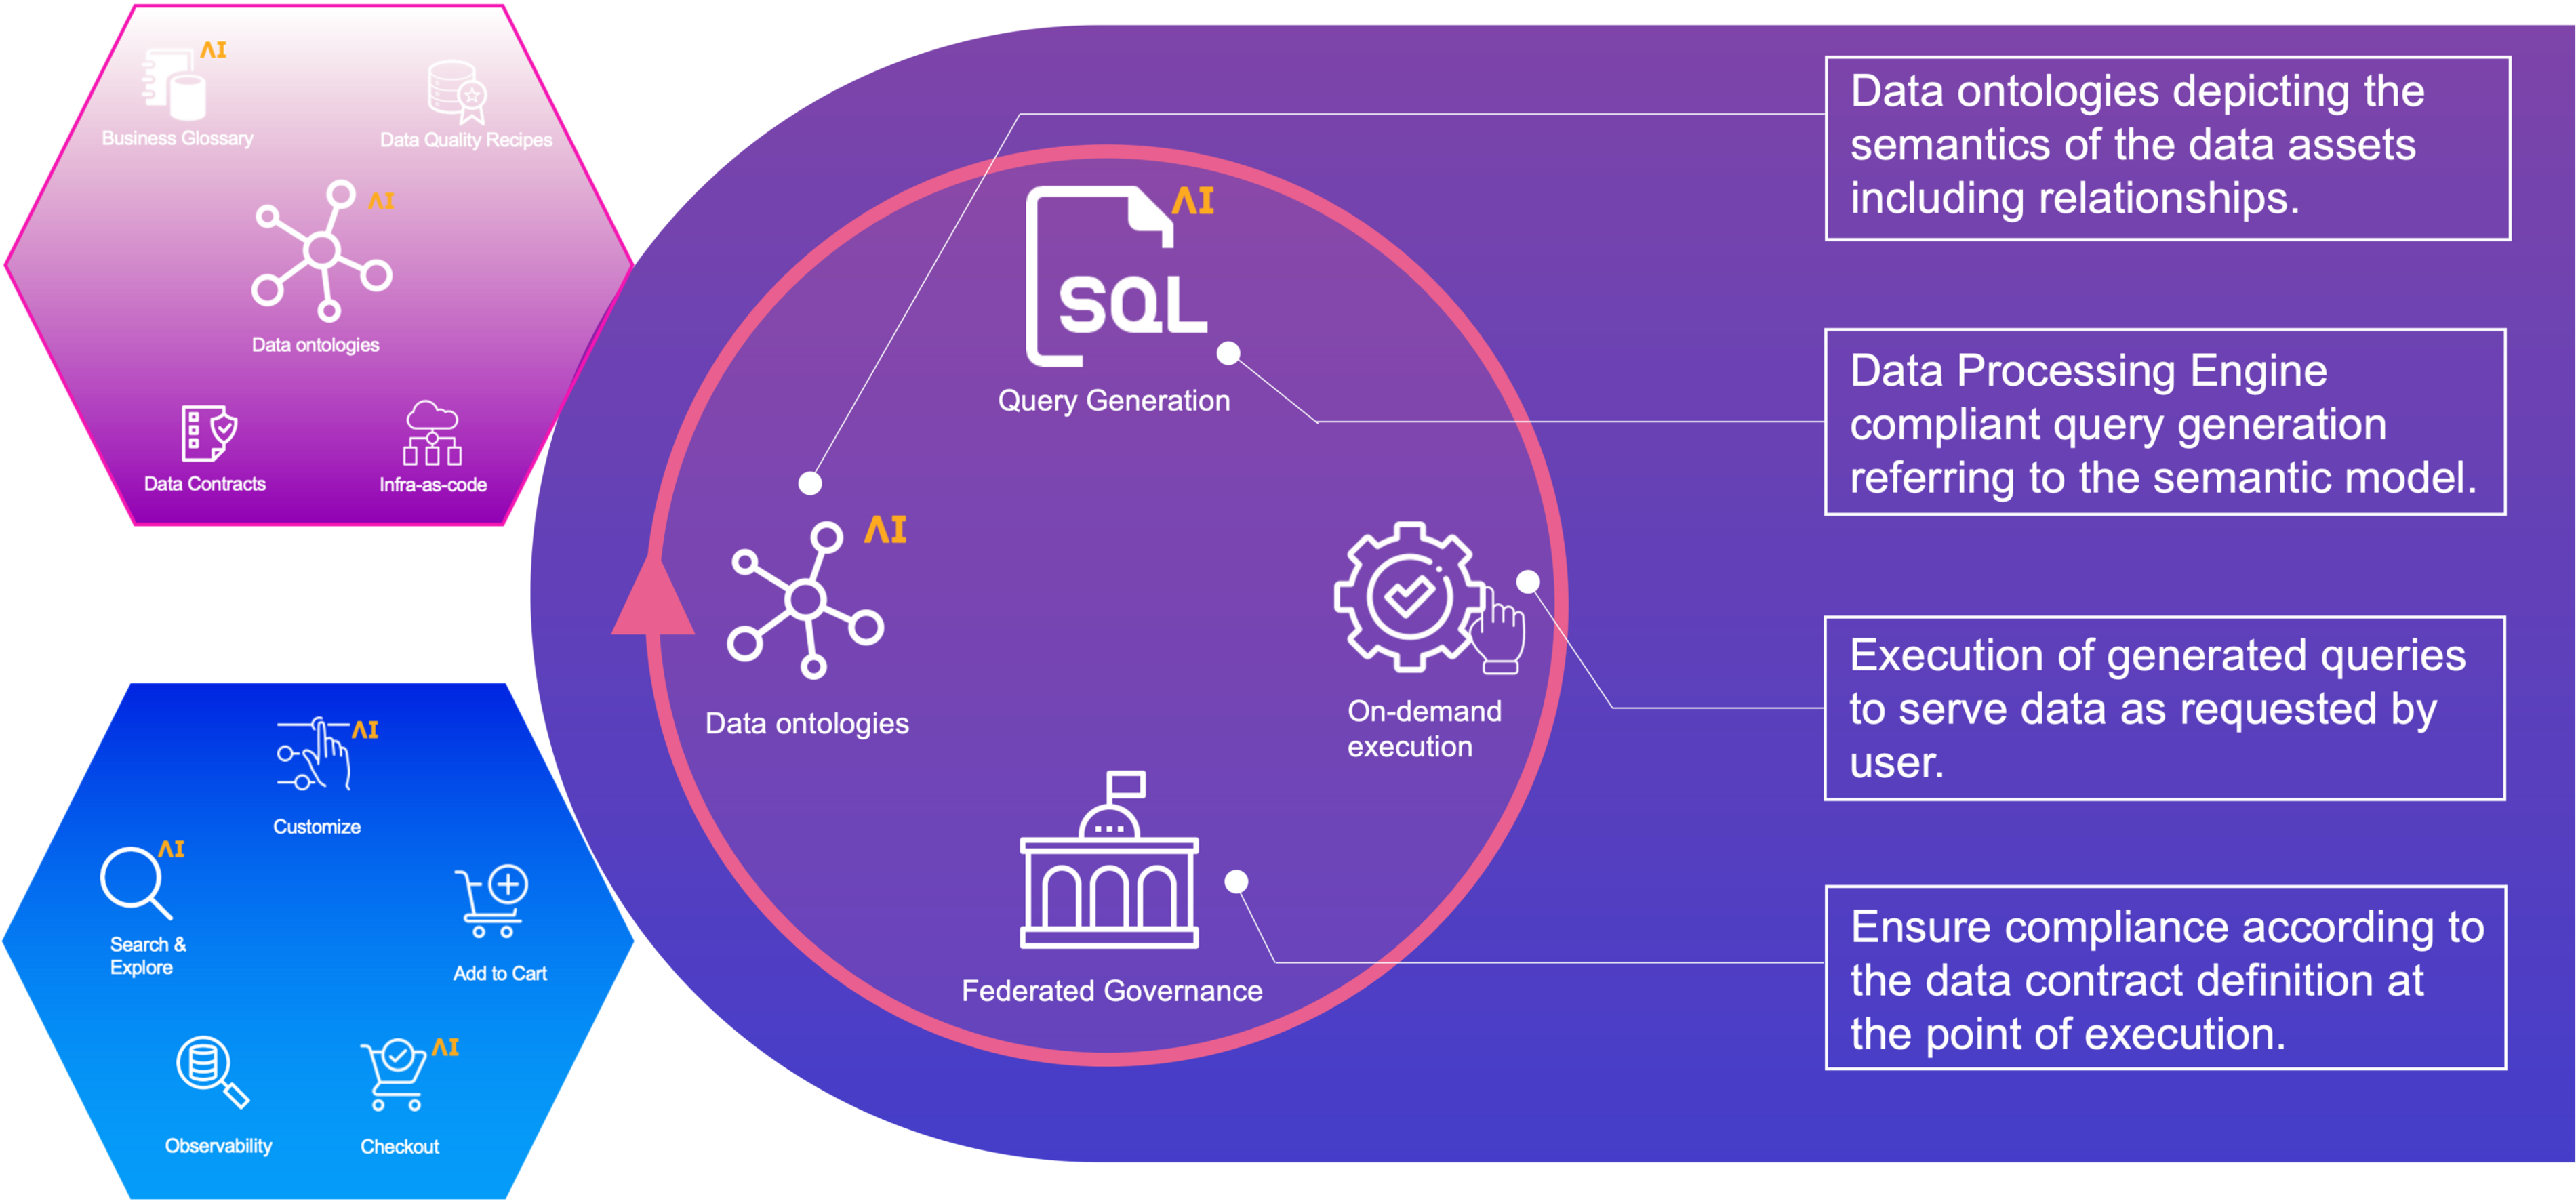 AI
Business Glossary
Data Quality Recipes
AI
Data ontologies
Data Contracts
Infra-as-code
AI
Customize
AI
Search &
Explore
Add to Cart
Observability
AI
Checkout
AI
SQL
Query Generation
AI
Data ontologies
On-demand
execution
Federated Governance
Data ontologies depicting the
semantics of the data assets
including relationships.
Data Processing Engine
compliant query generation
referring to the semantic model.
Execution of generated queries
to serve data as requested by
user.
Ensure compliance according to
the data contract definition at
the point of execution.